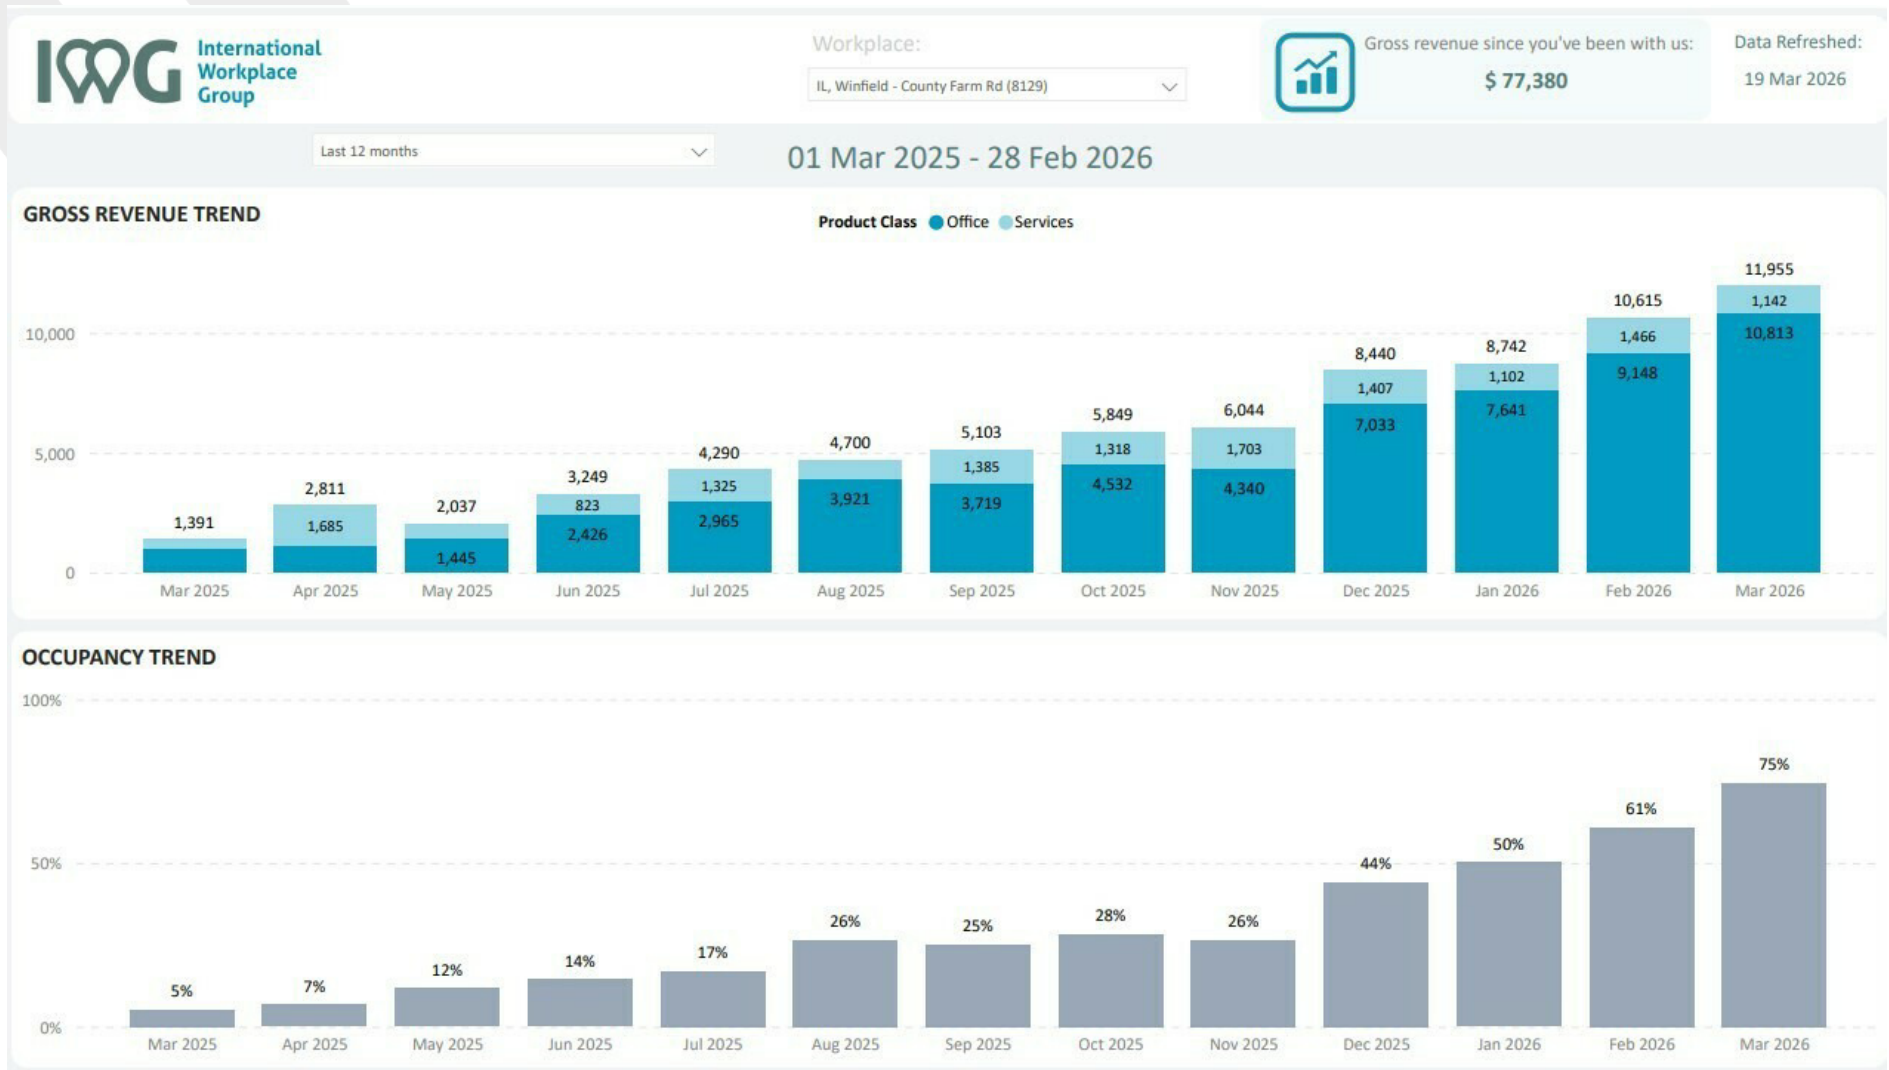 IWG International
Workplace
Group
Workplace:
IL, Winfield - County Farm Rd (8129)
Gross revenue since you've been with us:
$ 77,380
Data Refreshed:
19 Mar 2026
Last 12 months
01 Mar 2025 - 28 Feb 2026
GROSS REVENUE TREND
Product Class Office Services
10,000
5,000
0
1,391
2,811
1,685
2,037
1,445
3,249
823
2,426
4,290
1,325
2,965
4,700
3,921
5,103
1,385
3,719
5,849
1,318
4,532
6,044
1,703
4,340
8,440
1,407
7,033
8,742
1,102
7,641
10,615
1,466
9,148
11,955
1,142
10,813
Mar 2025 Apr 2025 May 2025 Jun 2025 Jul 2025 Aug 2025 Sep 2025 Oct 2025 Nov 2025 Dec 2025 Jan 2026 Feb 2026 Mar 2026
OCCUPANCY TREND
100%
50%
0%
5% 7% 12% 14% 17% 26% 25% 28% 26% 44% 50% 61% 75%
Mar 2025 Apr 2025 May 2025 Jun 2025 Jul 2025 Aug 2025 Sep 2025 Oct 2025 Nov 2025 Dec 2025 Jan 2026 Feb 2026 Mar 2026